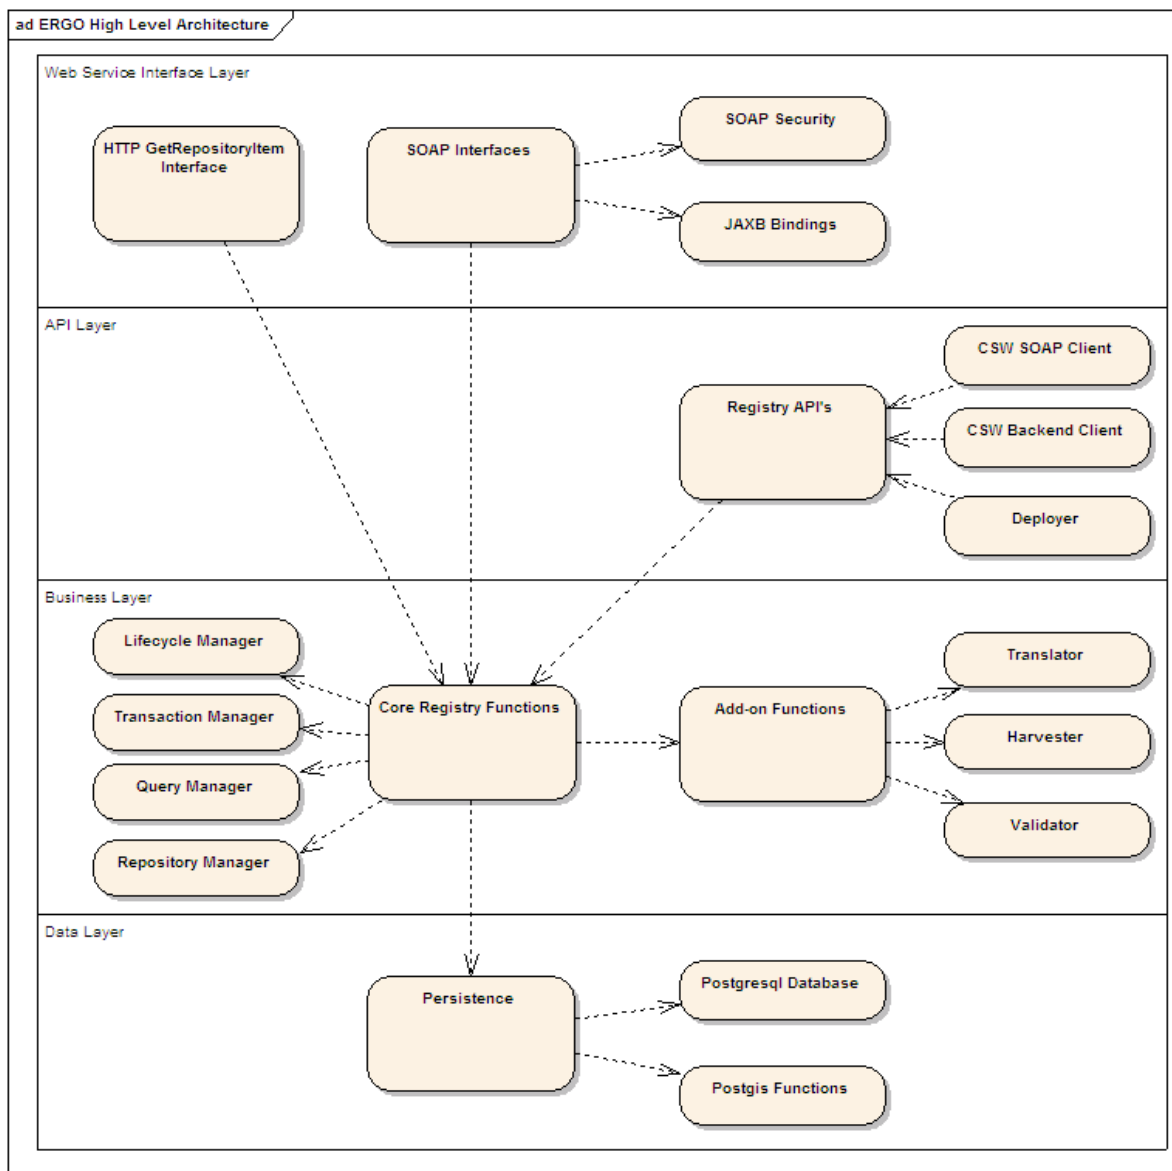 ad ERGO High Level Architecture
Web Service Interface Layer
HTTP GetRepositoryItem
Interface
SOAP Interfaces
SOAP Security
JAXB Bindings
API Layer
Registry API's
CSW SOAP Client
CSW Backend Client
Deployer
Business Layer
Lifecycle Manager
Transaction Manager
Query Manager
Repository Manager
Core Registry Functions
Add-on Functions
Translator
Harvester
Validator
Data Layer
Persistence
Postgresql Database
Postgis Functions